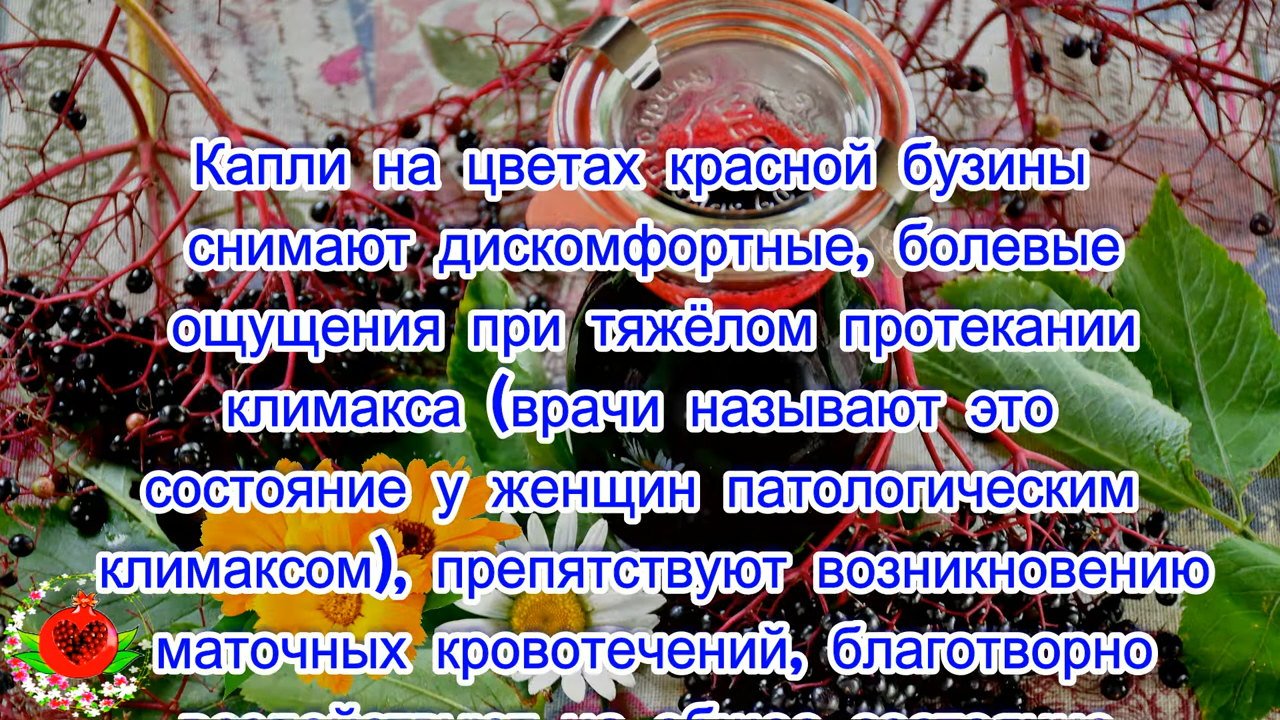 Капли на цветах красной бузины
снимают дискомфортные, болевые
ощущения при тяжёлом протекании
климакса (врачи называют это
состояние у женщин патологическим
климаксом), препятствуют возникновению
маточных кровотечений, благотворно